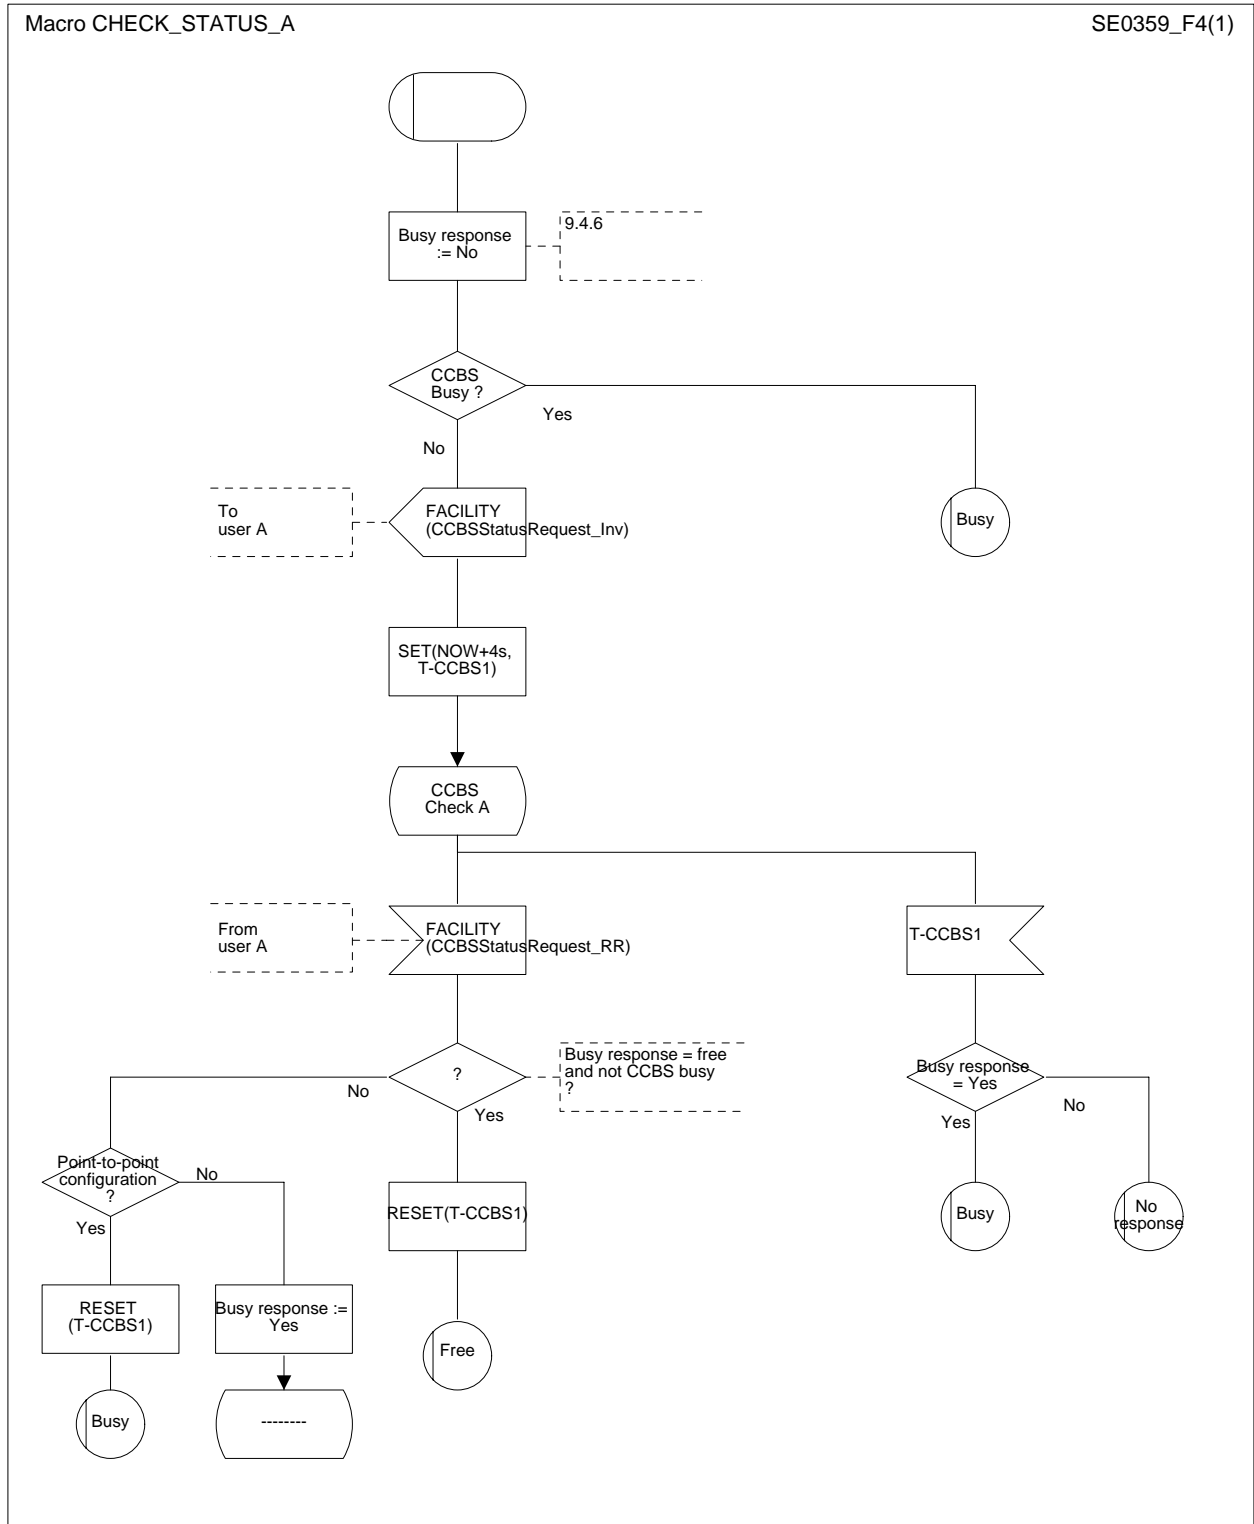 Macro CHECK_STATUS_A
SE0359_F4(1)
Busy response
:= No
9.4.6
CCBS
Busy ?
Yes
No
To
user A
FACILITY
(CCBSStatusRequest_Inv)
Busy
SET(NOW+4s,
T-CCBS1)
CCBS
Check A
From
user A
FACILITY
(CCBSStatusRequest_RR)
T-CCBS1
?
Busy response = free
and not CCBS busy
?
No
Yes
Busy response
= Yes
Yes
No
Point-to-point
configuration
?
No
Yes
RESET(T-CCBS1)
Busy
No
response
RESET
(T-CCBS1)
Busy response :=
Yes
Free
Busy
--------